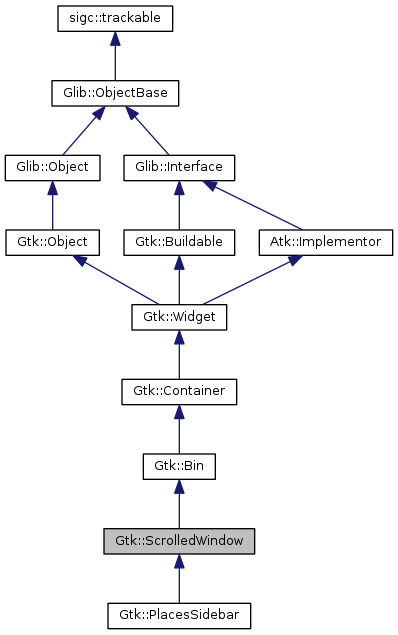 sigc::trackable
Glib::ObjectBase
Glib::Object
Glib::Interface
Gtk::Object
Gtk::Buildable
Atk::Implementor
Gtk::Widget
Gtk::Container
Gtk::Bin
Gtk::ScrolledWindow
Gtk::PlacesSidebar